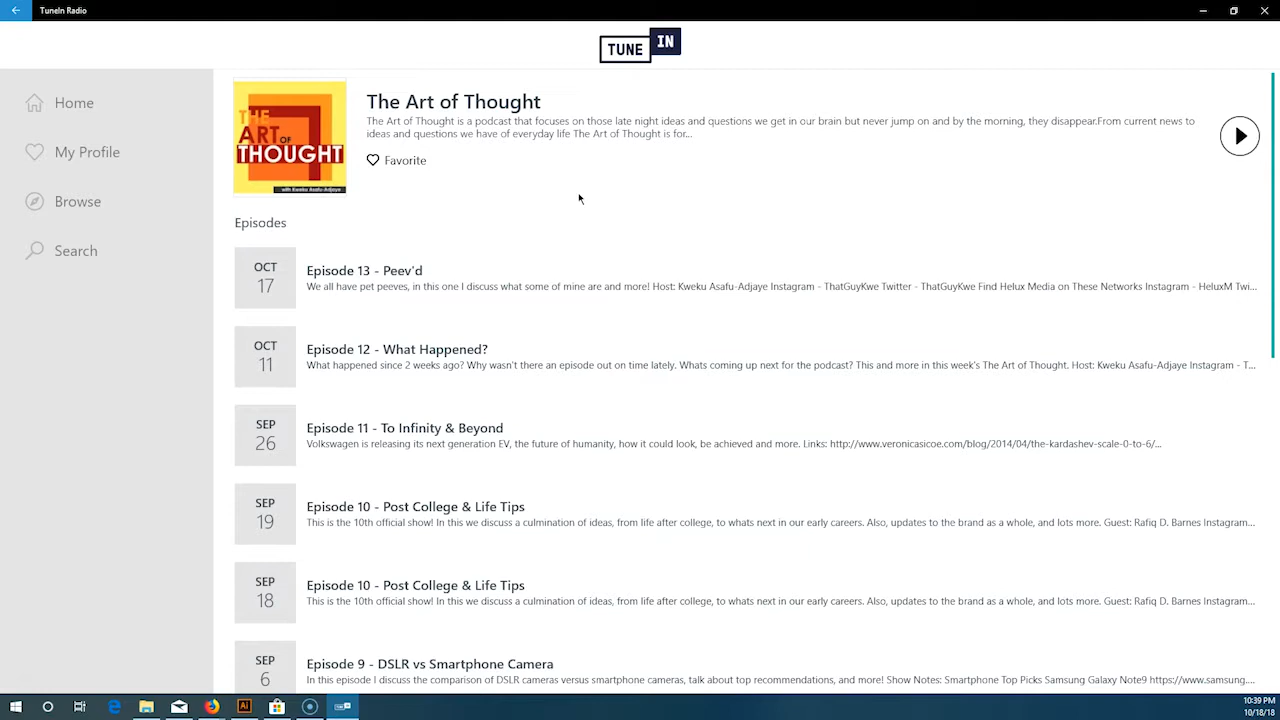 TuneIn Radio
TUNE IN
Home
My Profile
Browse
Search
THE
ART OF
THOUGHT
with Kweku Asafu-Adjaye
The Art of Thought
The Art of Thought is a podcast that focuses on those late night ideas and questions we get in our brain but never jump on and by the morning, they disappear.From current news to
ideas and questions we have of everyday life The Art of Thought is for...
Favorite
Episodes
OCT
17
Episode 13 - Peev'd
We all have pet peeves, in this one I discuss what some of mine are and more! Host: Kweku Asafu-Adjaye Instagram - ThatGuyKwe Twitter - ThatGuyKwe Find Helux Media on These Networks Instagram - HeluxM Twi...
OCT
11
Episode 12 - What Happened?
What happened since 2 weeks ago? Why wasn't there an episode out on time lately. Whats coming up next for the podcast? This and more in this week's The Art of Thought. Host: Kweku Asafu-Adjaye Instagram - T...
SEP
26
Episode 11 - To Infinity & Beyond
Volkswagen is releasing its next generation EV, the future of humanity, how it could look, be achieved and more. Links: http://www.veronicasicoe.com/blog/2014/04/the-kardashev-scale-0-to-6/...
SEP
19
Episode 10 - Post College & Life Tips
This is the 10th official show! In this we discuss a culmination of ideas, from life after college, to whats next in our early careers. Also, updates to the brand as a whole, and lots more. Guest: Rafiq D. Barnes Instagram...
SEP
18
Episode 10 - Post College & Life Tips
This is the 10th official show! In this we discuss a culmination of ideas, from life after college, to whats next in our early careers. Also, updates to the brand as a whole, and lots more. Guest: Rafiq D. Barnes Instagram...
SEP
6
Episode 9 - DSLR vs Smartphone Camera
In this episode I discuss the comparison of DSLR cameras versus smartphone cameras, talk about top recommendations, and more! Show Notes: Smartphone Top Picks Samsung Galaxy Note9 https://www.samsung....
Ai
10:39 PM
10/18/18